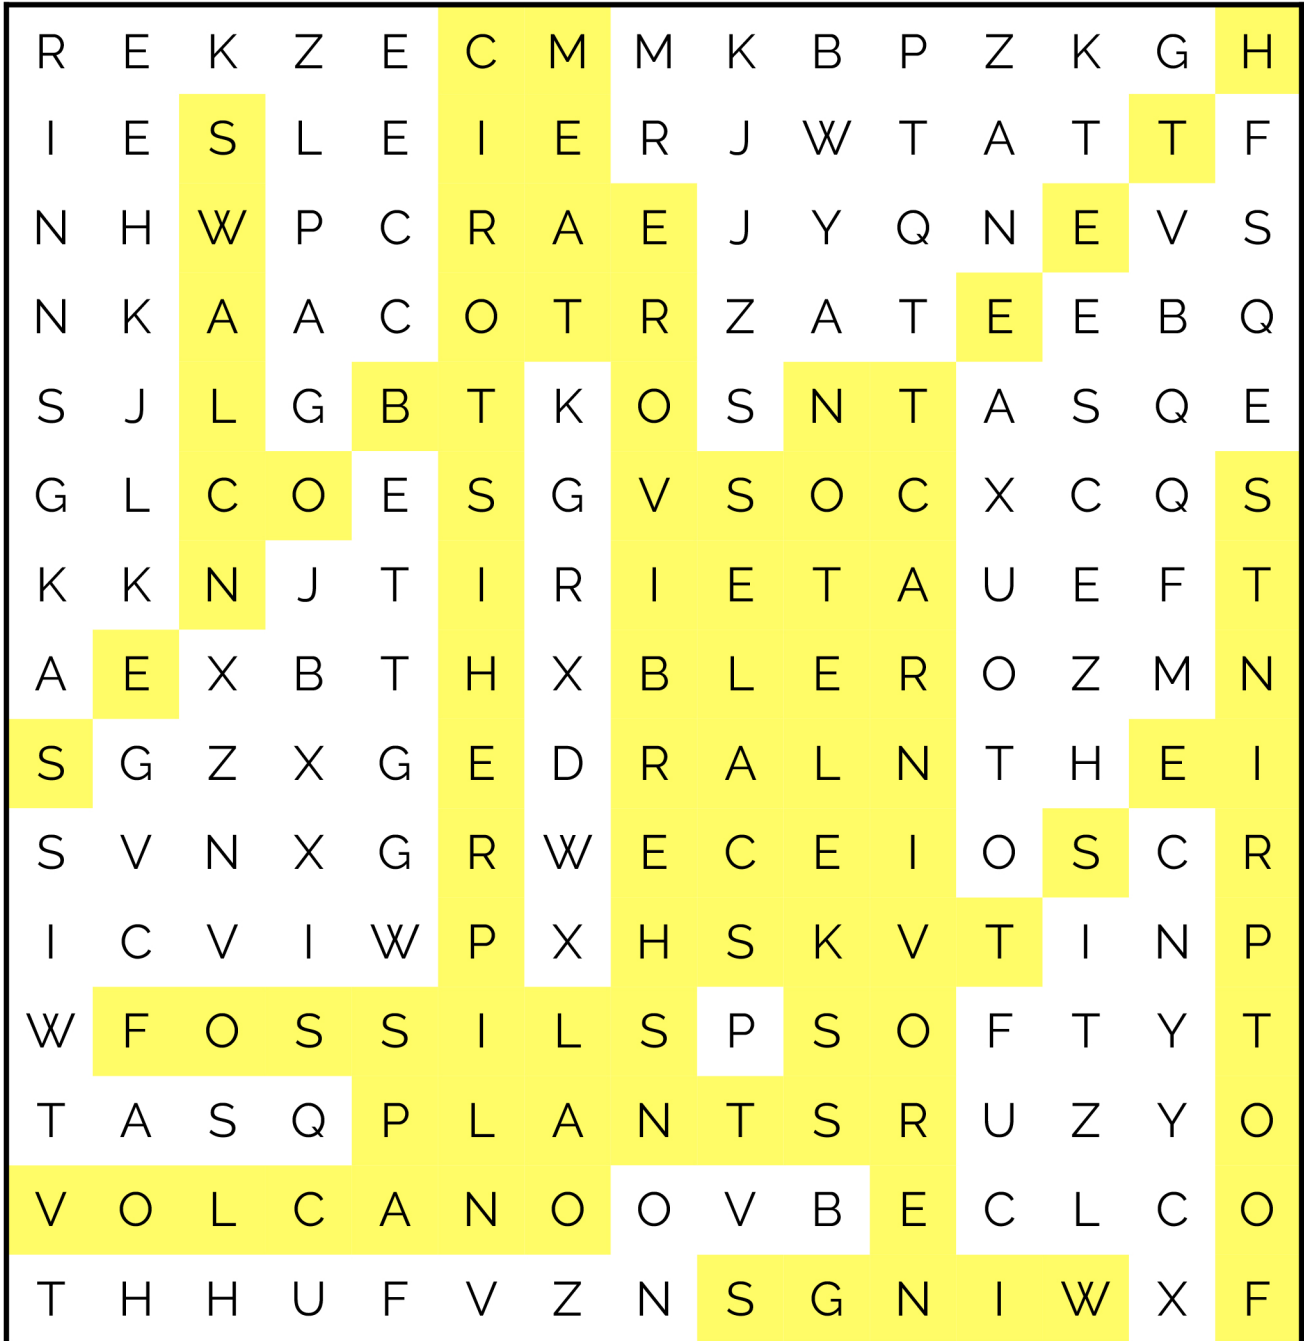 R E K Z E C M M K B P Z K G H
I E S L E I E R J W T A T T F
N H W P C R A E J Y Q N E V S
N K A A C O T R Z A T E E B Q
S J L G B T K O S N T A S Q E
G L C O E S G V S O C X C Q S
K K N J T I R I E T A U E F T
A E X B T H X B L E R O Z M N
S G Z X G E D R A L N T H E I
S V N X G R W E C E I O S C R
I C V I W P X H S K V T I N P
W F O S S I L S P S O F T Y T
T A S Q P L A N T S R U Z Y O
V O L C A N O O V B E C L C O
T H H U F V Z N S G N I W X F